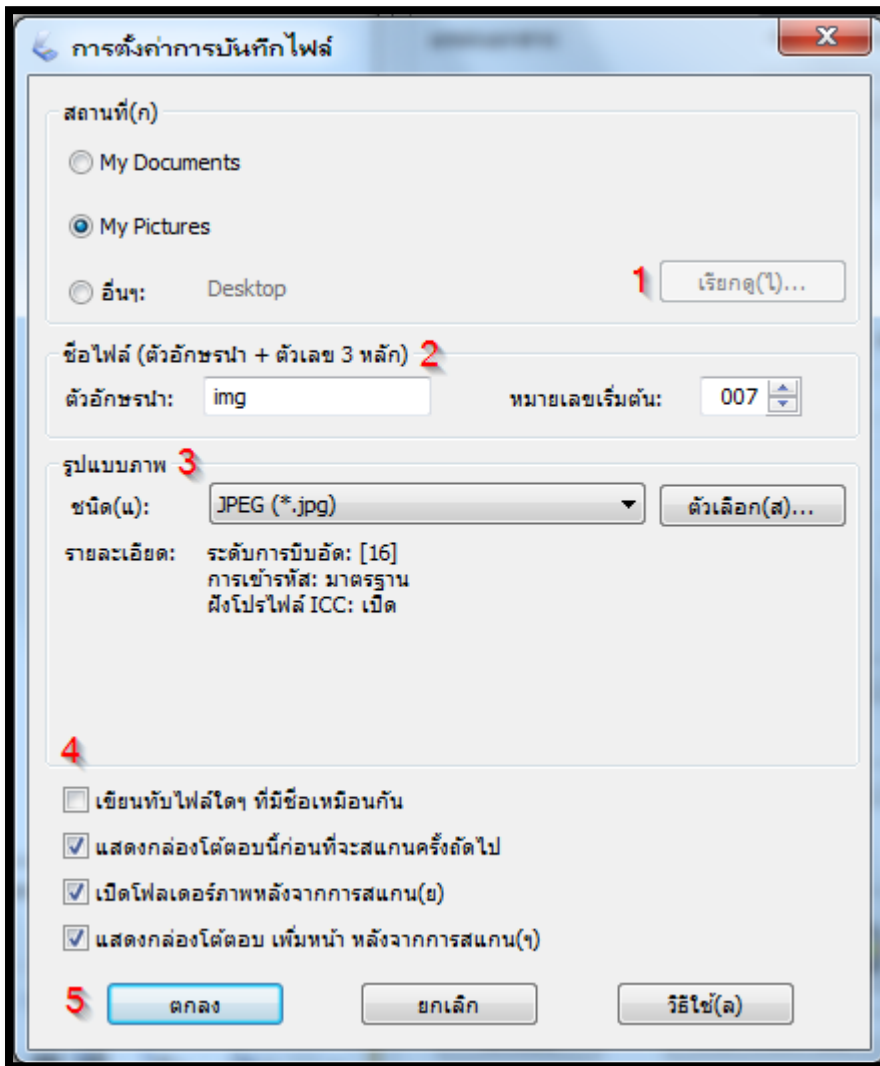 การตั้งค่าการบันทึกไฟล์
สถานที่(ก)
My Documents
My Pictures
อื่นๆ: Desktop 1 เรียกดู(ไ)...
ชื่อไฟล์ (ตัวอักษรนำ + ตัวเลข 3 หลัก) 2
ตัวอักษรนำ: img หมายเลขเริ่มต้น: 007
รูปแบบภาพ 3
ชนิด(แ): JPEG (*.jpg) ตัวเลือก(ส)...
รายละเอียด: ระดับการบีบอัด: [16]
การเข้ารหัส: มาตรฐาน
ฝังโปรไฟล์ ICC: เปิด
4
เขียนทับไฟล์ใดๆ ที่มีชื่อเหมือนกัน
แสดงกล่องโต้ตอบนี้ก่อนที่จะสแกนครั้งถัดไป
เปิดโฟลเดอร์ภาพหลังจากการสแกน(ย)
แสดงกล่องโต้ตอบ เพิ่มหน้า หลังจากการสแกน(ๆ)
5 ตกลง ยกเลิก วิธีใช้(ล)